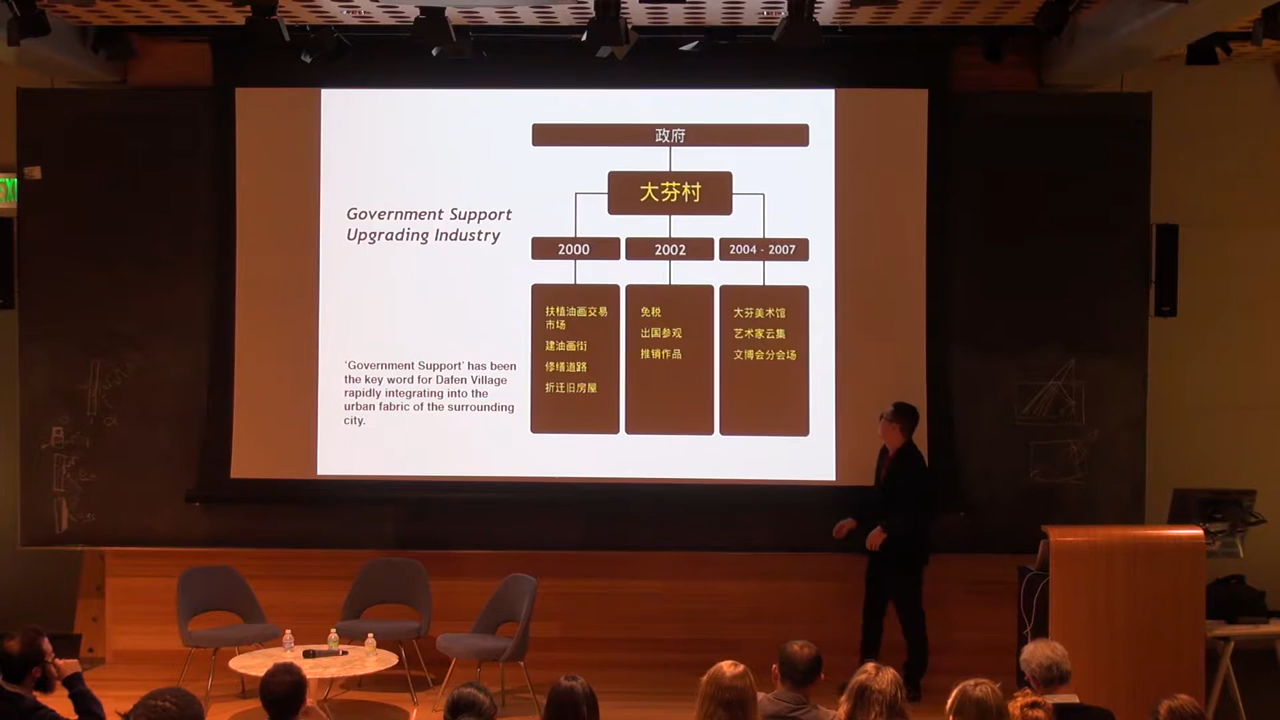 政府
大芬村
Government Support
Upgrading Industry
2000
2002
2004 - 2007
扶植油画交易
市场
建油画街
修缮道路
折迁旧房屋
免税
出国参观
推销作品
大芬美术馆
艺术家云集
文博会分会场
'Government Support' has been
the key word for Dafen Village
rapidly integrating into the
urban fabric of the surrounding
city.
EXI